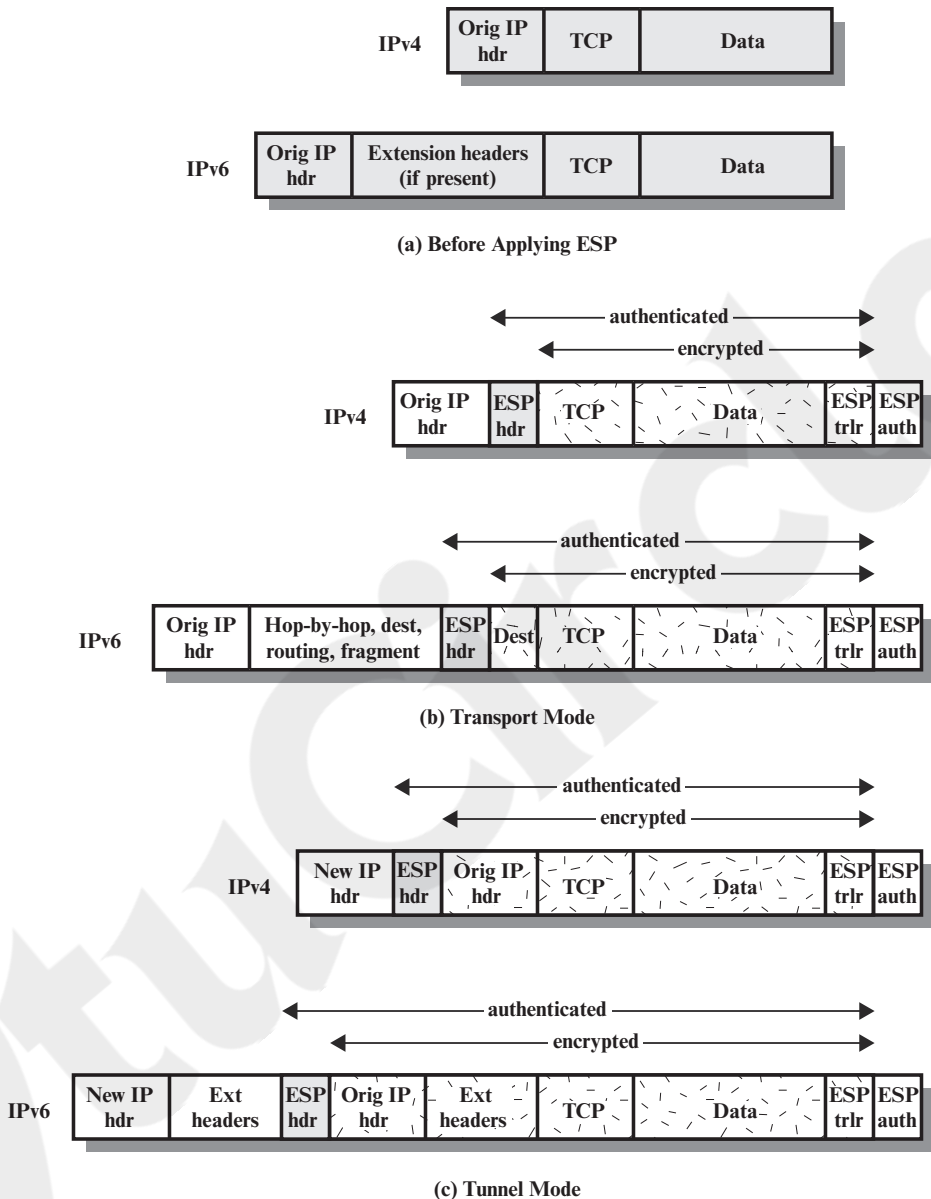 IPv4 Orig IP hdr TCP Data
IPv6 Orig IP hdr Extension headers (if present) TCP Data
(a) Before Applying ESP
authenticated
encrypted
IPv4 Orig IP hdr ESP hdr TCP Data ESP trlr ESP auth
authenticated
encrypted
IPv6 Orig IP hdr Hop-by-hop, dest, routing, fragment ESP hdr Dest TCP Data ESP trlr ESP auth
(b) Transport Mode
authenticated
encrypted
IPv4 New IP hdr ESP hdr Orig IP hdr TCP Data ESP trlr ESP auth
authenticated
encrypted
IPv6 New IP hdr Ext headers ESP hdr Orig IP hdr Ext headers TCP Data ESP trlr ESP auth
(c) Tunnel Mode